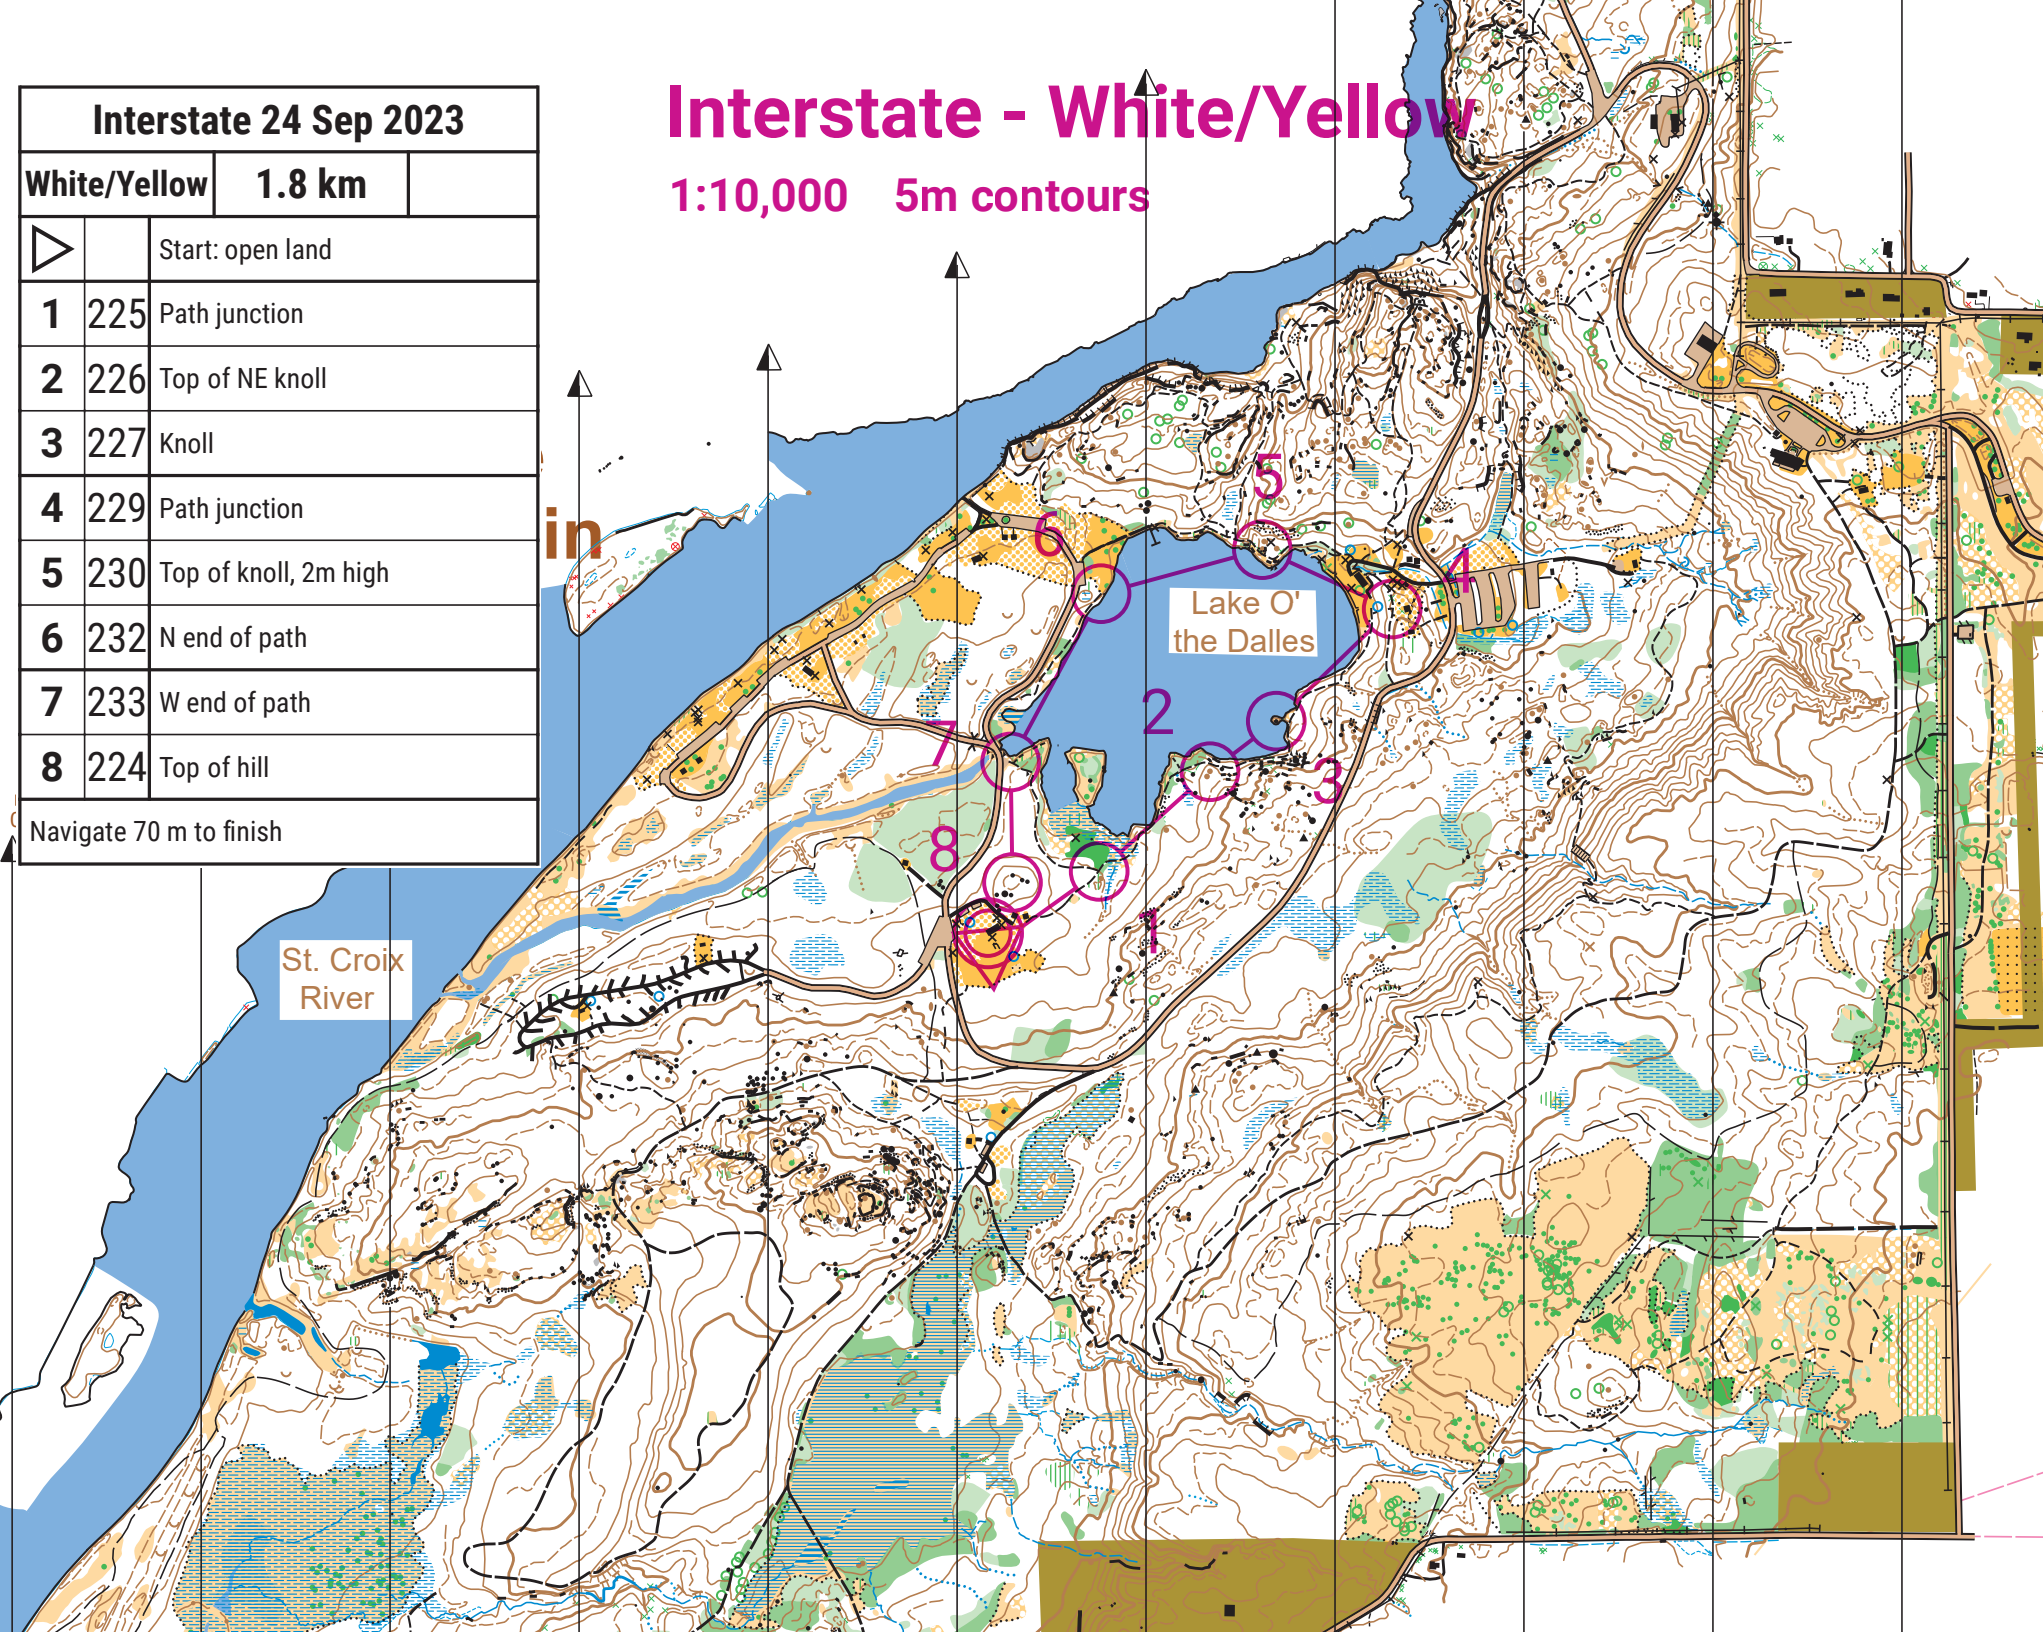 Interstate - White/Yellow
1:10,000 5m contours
Interstate 24 Sep 2023
White/Yellow 1.8 km
Start: open land
1 225 Path junction
2 226 Top of NE knoll
3 227 Knoll
4 229 Path junction
5 230 Top of knoll, 2m high
6 232 N end of path
7 233 W end of path
8 224 Top of hill
Navigate 70 m to finish
in
5
6
4
Lake O'
the Dalles
2
7
3
8
1
St. Croix
River